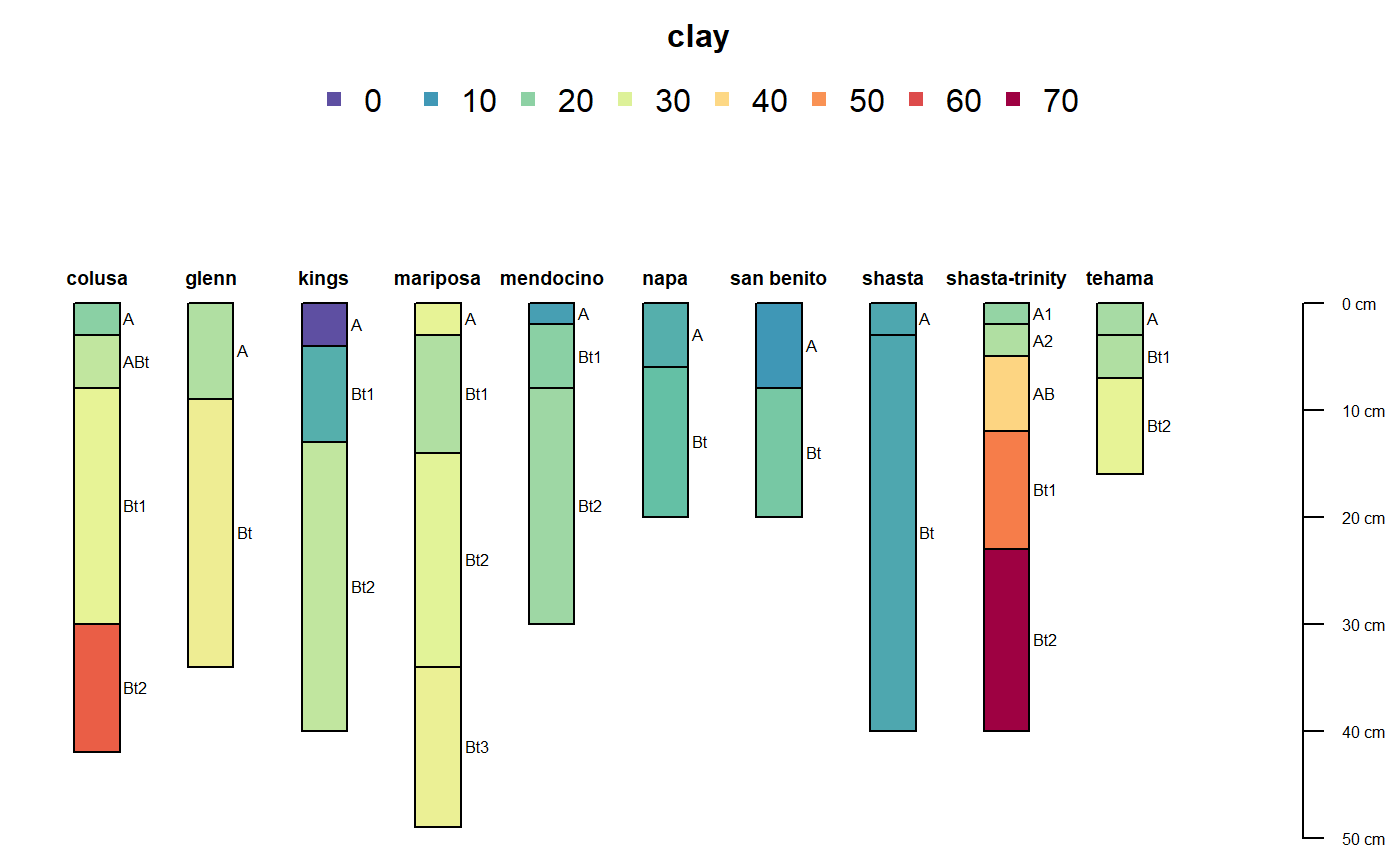 clay
0 10 20 30 40 50 60 70
colusa glenn kings mariposa mendocino napa san benito shasta shasta-trinity tehama
A ABt Bt1 Bt2
A Bt
A Bt1 Bt2
A Bt1 Bt2 Bt3
A Bt1 Bt2
A Bt
A Bt
A Bt
A1 A2 AB Bt1 Bt2
A Bt1 Bt2
0 cm
10 cm
20 cm
30 cm
40 cm
50 cm